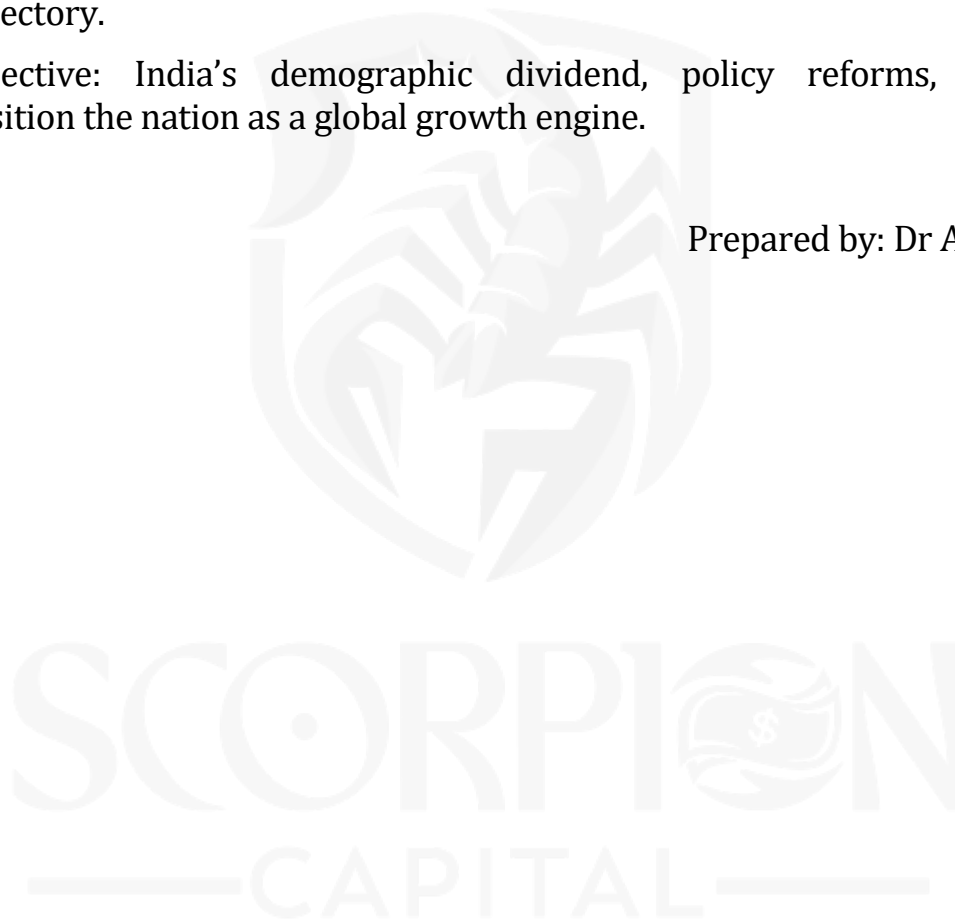 ectory.
ective: India’s demographic dividend, policy reforms,
sition the nation as a global growth engine.
Prepared by: Dr A
SCORPION
CAPITAL